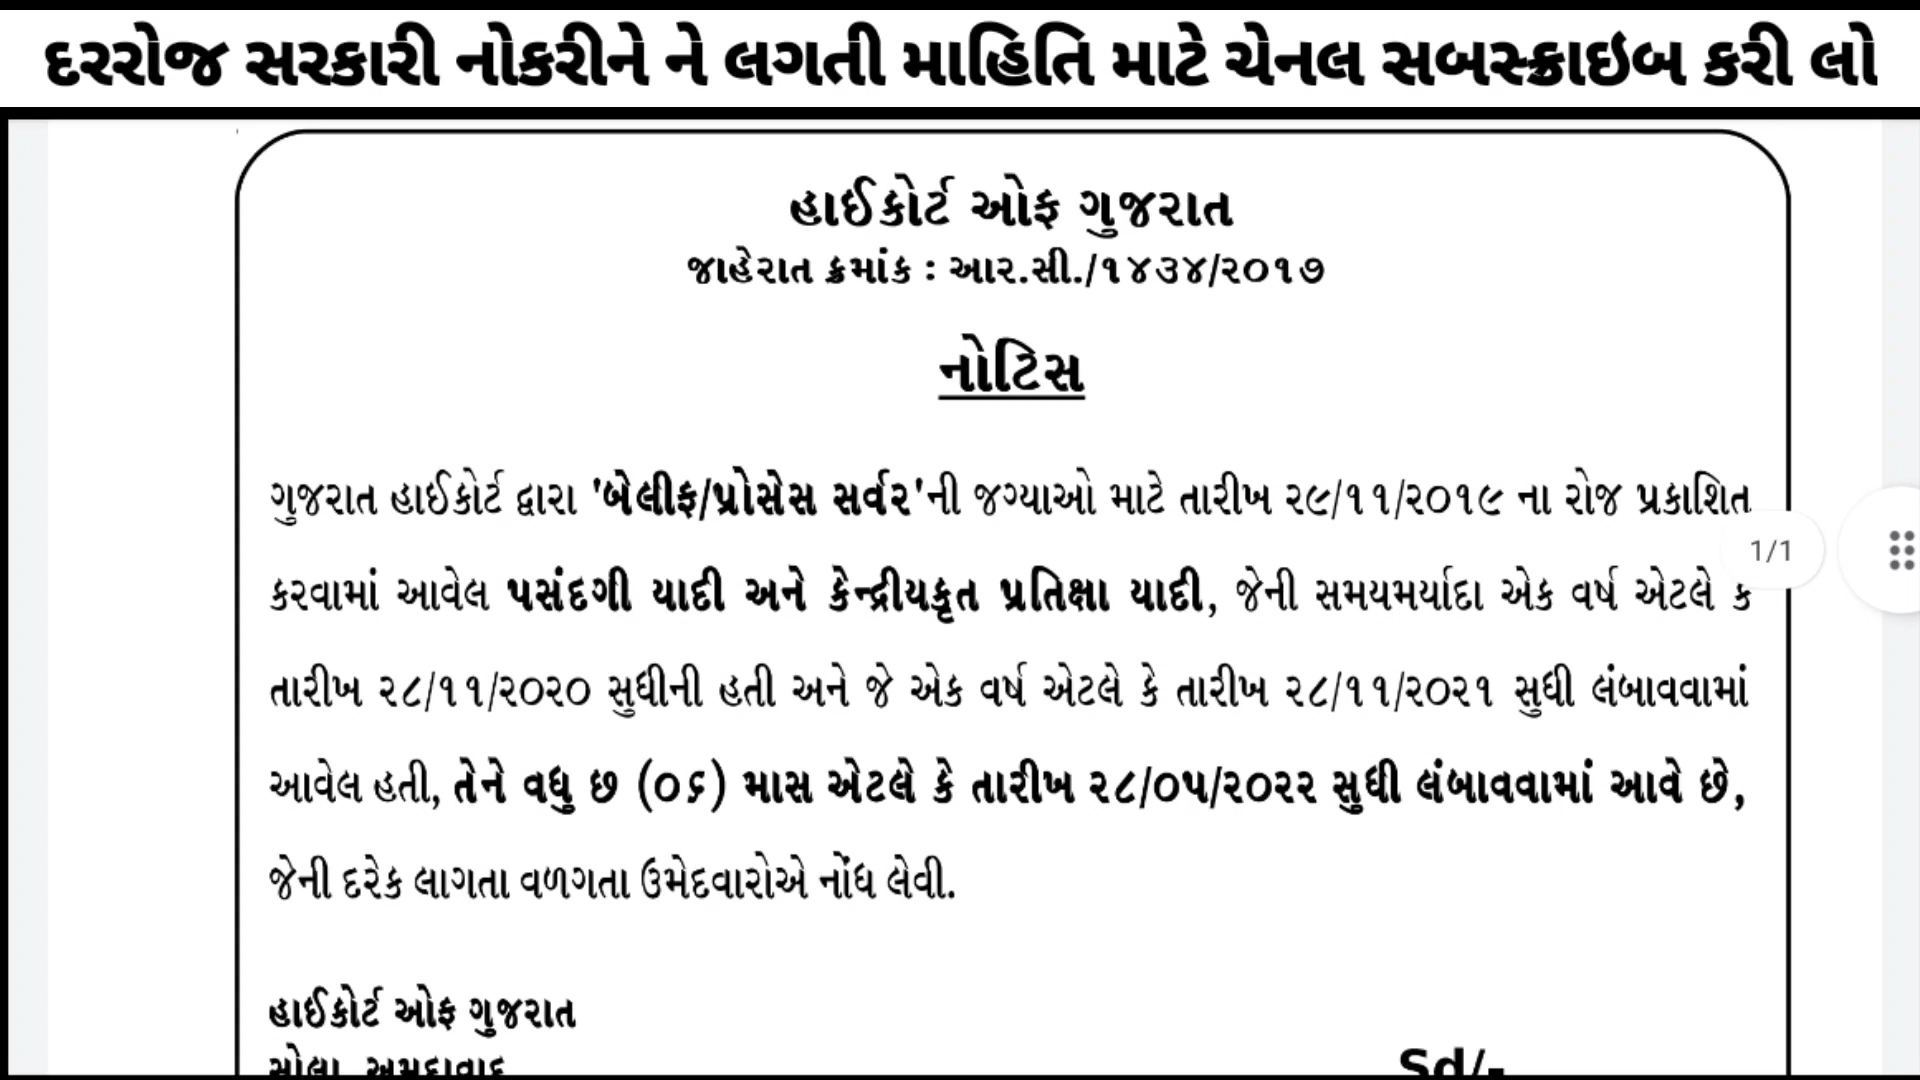 દરરોજ સરકારી નોકરીને ને લગતી માહિતિ માટે ચેનલ સબસ્ક્રાઇબ કરી લો
હાઈકોર્ટ ઓફ ગુજરાત
જાહેરાત ક્રમાંક : આર.સી./૧૪૩૪/૨૦૧૭
નોટિસ
ગુજરાત હાઈકોર્ટ દ્વારા 'બેલીફ/પ્રોસેસ સર્વર'ની જગ્યાઓ માટે તારીખ ૨૯/૧૧/૨૦૧૯ ના રોજ પ્રકાશિત
1/1
કરવામાં આવેલ પસંદગી યાદી અને કેન્દ્રીયકૃત પ્રતિક્ષા યાદી, જેની સમયમર્યાદા એક વર્ષ એટલે કે
તારીખ ૨૮/૧૧/૨૦૨૦ સુધીની હતી અને જે એક વર્ષ એટલે કે તારીખ ૨૮/૧૧/૨૦૨૧ સુધી લંબાવવામાં
આવેલ હતી, તેને વધુ છ (૦૬) માસ એટલે કે તારીખ ૨૮/૦૫/૨૦૨૨ સુધી લંબાવવામાં આવે છે,
જેની દરેક લાગતા વળગતા ઉમેદવારોએ નોંધ લેવી.
હાઈકોર્ટ ઓફ ગુજરાત
સોલા, અમદાવાદ
Sd/-